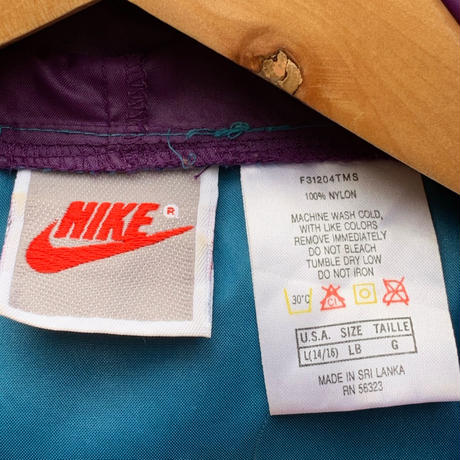 NIKE ®
F31204TMS
100% NYLON
MACHINE WASH COLD,
WITH LIKE COLORS
REMOVE IMMEDIATELY
DO NOT BLEACH
TUMBLE DRY LOW
DO NOT IRON
30°C CL
U.S.A. SIZE TAILLE
L(14/16) LB G
MADE IN SRI LANKA
RN 56323